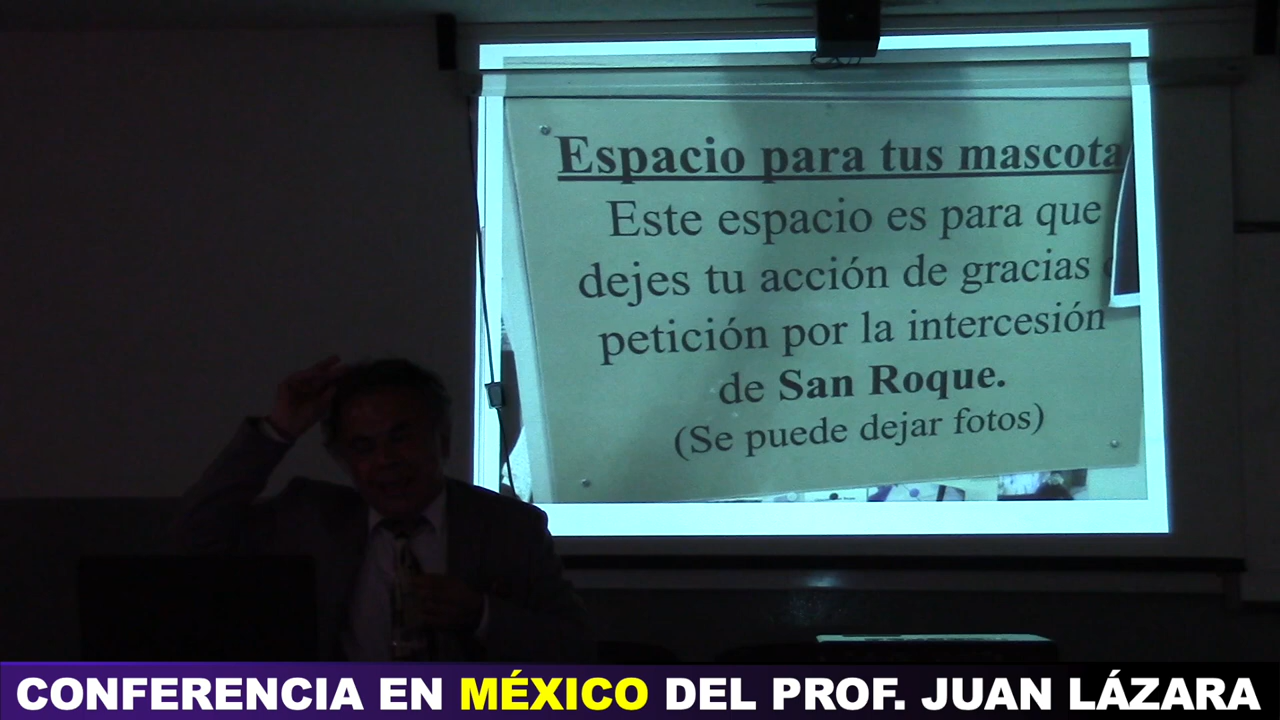 Espacio para tus mascota
Este espacio es para que
dejes tu acción de gracias
petición por la intercesión
de San Roque.
(Se puede dejar fotos)
CONFERENCIA EN MÉXICO DEL PROF. JUAN LÁZARA